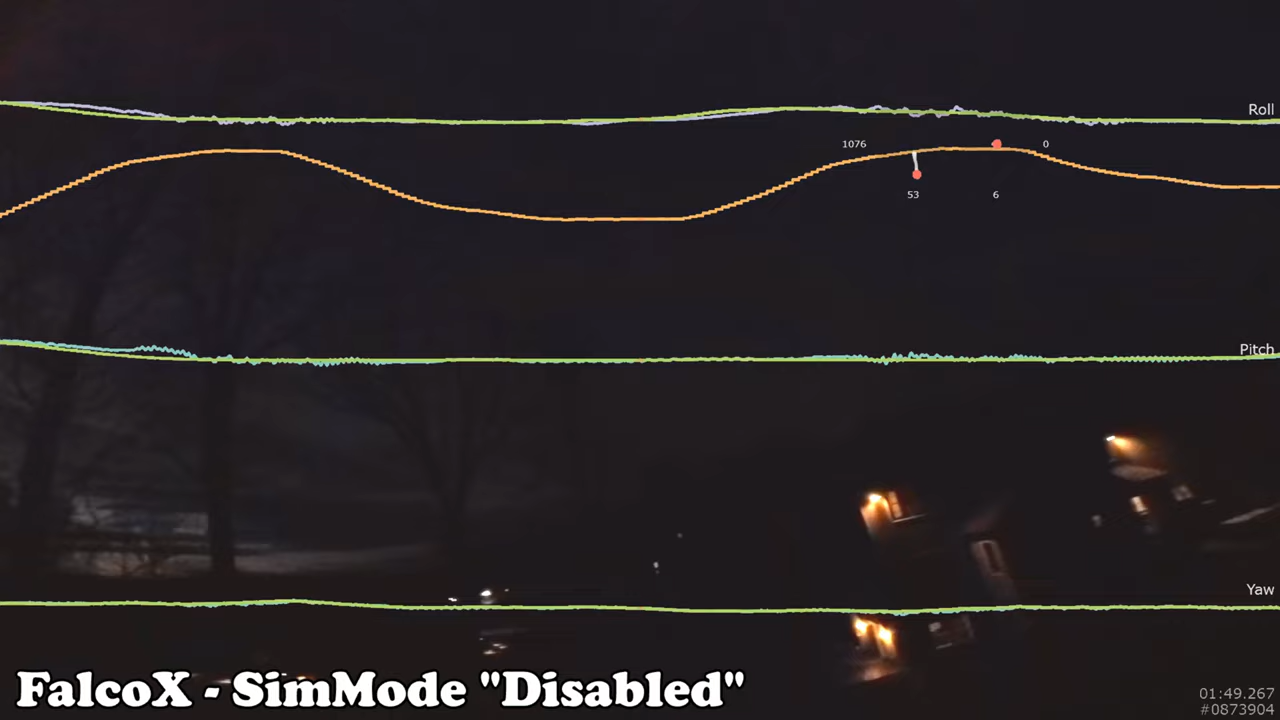 Roll
1076
0
53
6
Pitch
Yaw
FalcoX - SimMode "Disabled"
01:49.267
#0873904